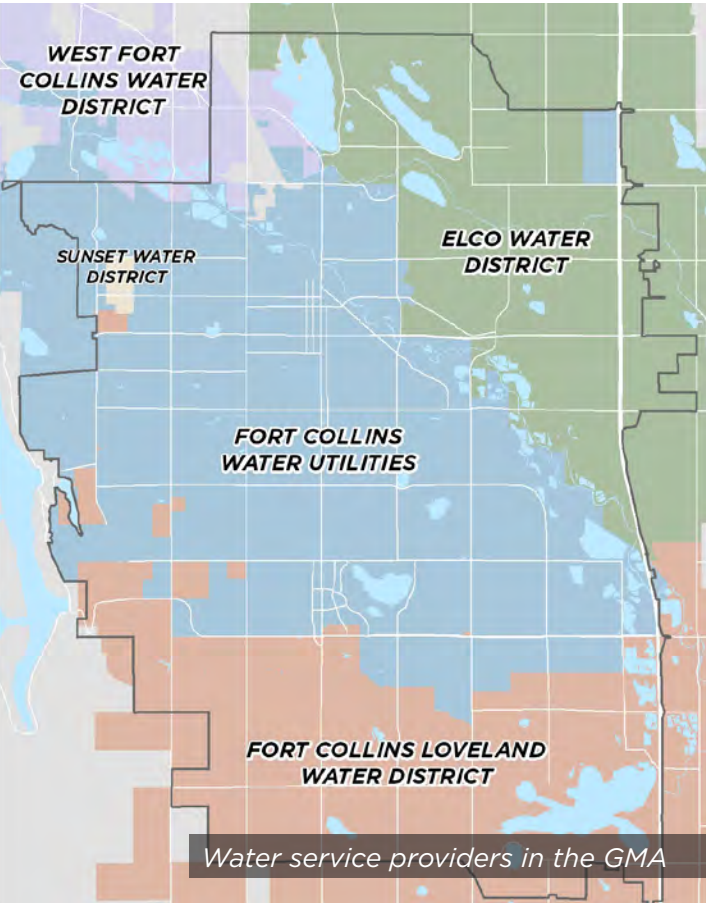 WEST FORT
COLLINS WATER
DISTRICT
SUNSET WATER
DISTRICT
ELCO WATER
DISTRICT
FORT COLLINS
WATER UTILITIES
FORT COLLINS LOVELAND
WATER DISTRICT
Water service providers in the GMA